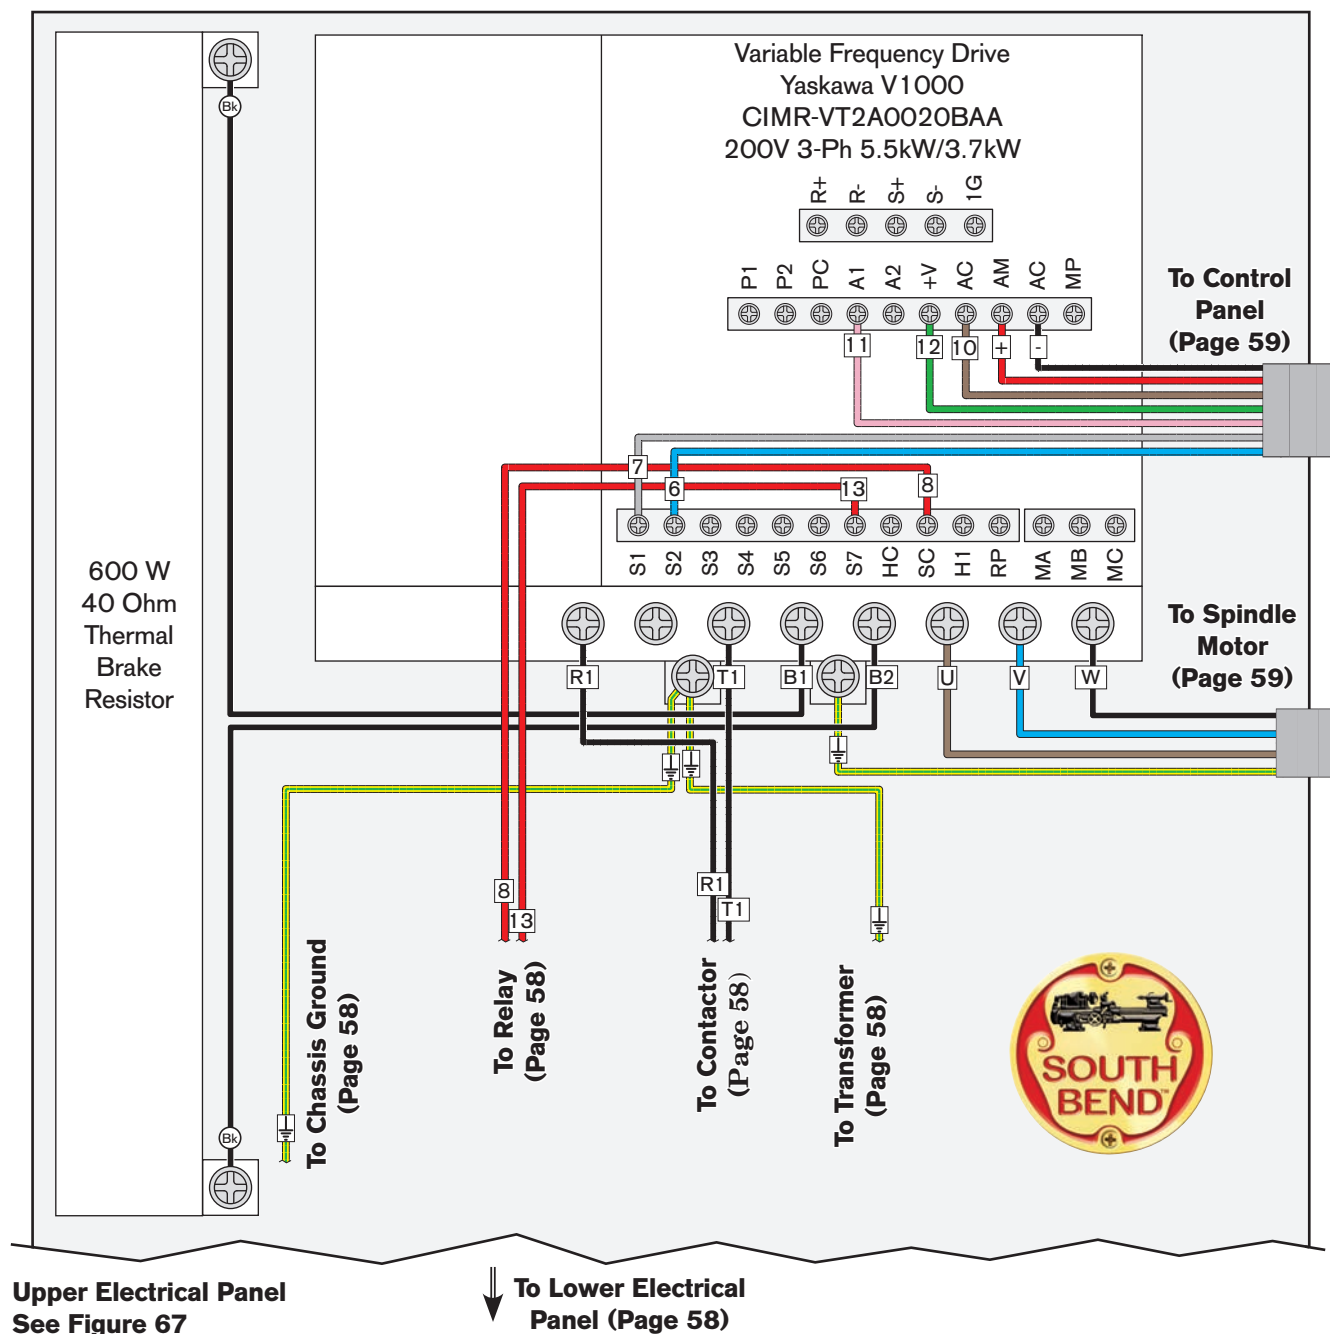 Variable Frequency Drive
Yaskawa V1000
CIMR-VT2A0020BAA
200V 3-Ph 5.5kW/3.7kW
R+
R-
S+
S-
1G
P1
P2
PC
A1
A2
+V
AC
AM
AC
MP
11
12
10
+
-
To Control
Panel
(Page 59)
Bk
7
6
13
8
S1
S2
S3
S4
S5
S6
S7
HC
SC
H1
RP
MA
MB
MC
600 W
40 Ohm
Thermal
Brake
Resistor
R1
T1
B1
B2
U
V
W
To Spindle
Motor
(Page 59)
8
13
R1
T1
To Chassis Ground
(Page 58)
To Relay
(Page 58)
To Contactor
(Page 58)
To Transformer
(Page 58)
Bk
SOUTH
BEND™
Upper Electrical Panel
See Figure 67
To Lower Electrical
Panel (Page 58)